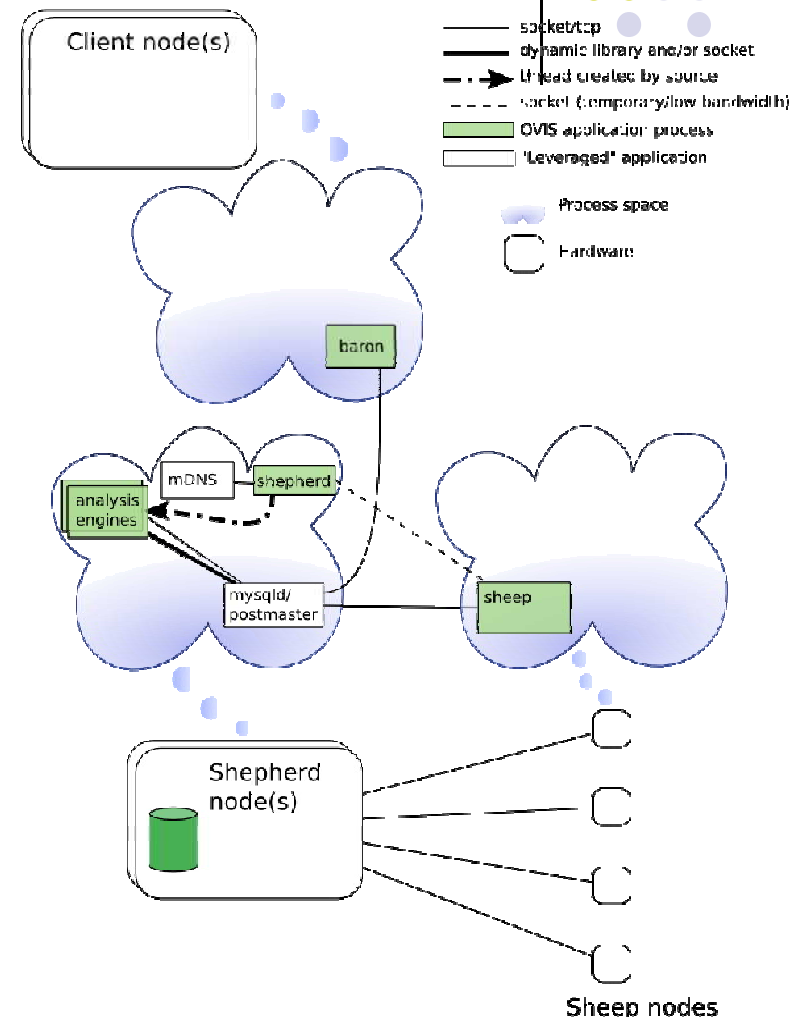 Client node(s)
socket/tcp
dynamic library and/or socket
thread created by source
socket (temporary/low bandwidth)
OVIS application process
"Leveraged" application
Process space
Hardware
baron
mDNS
shepherd
analysis
engines
mysqld/
postmaster
sheep
Shepherd
node(s)
Sheep nodes